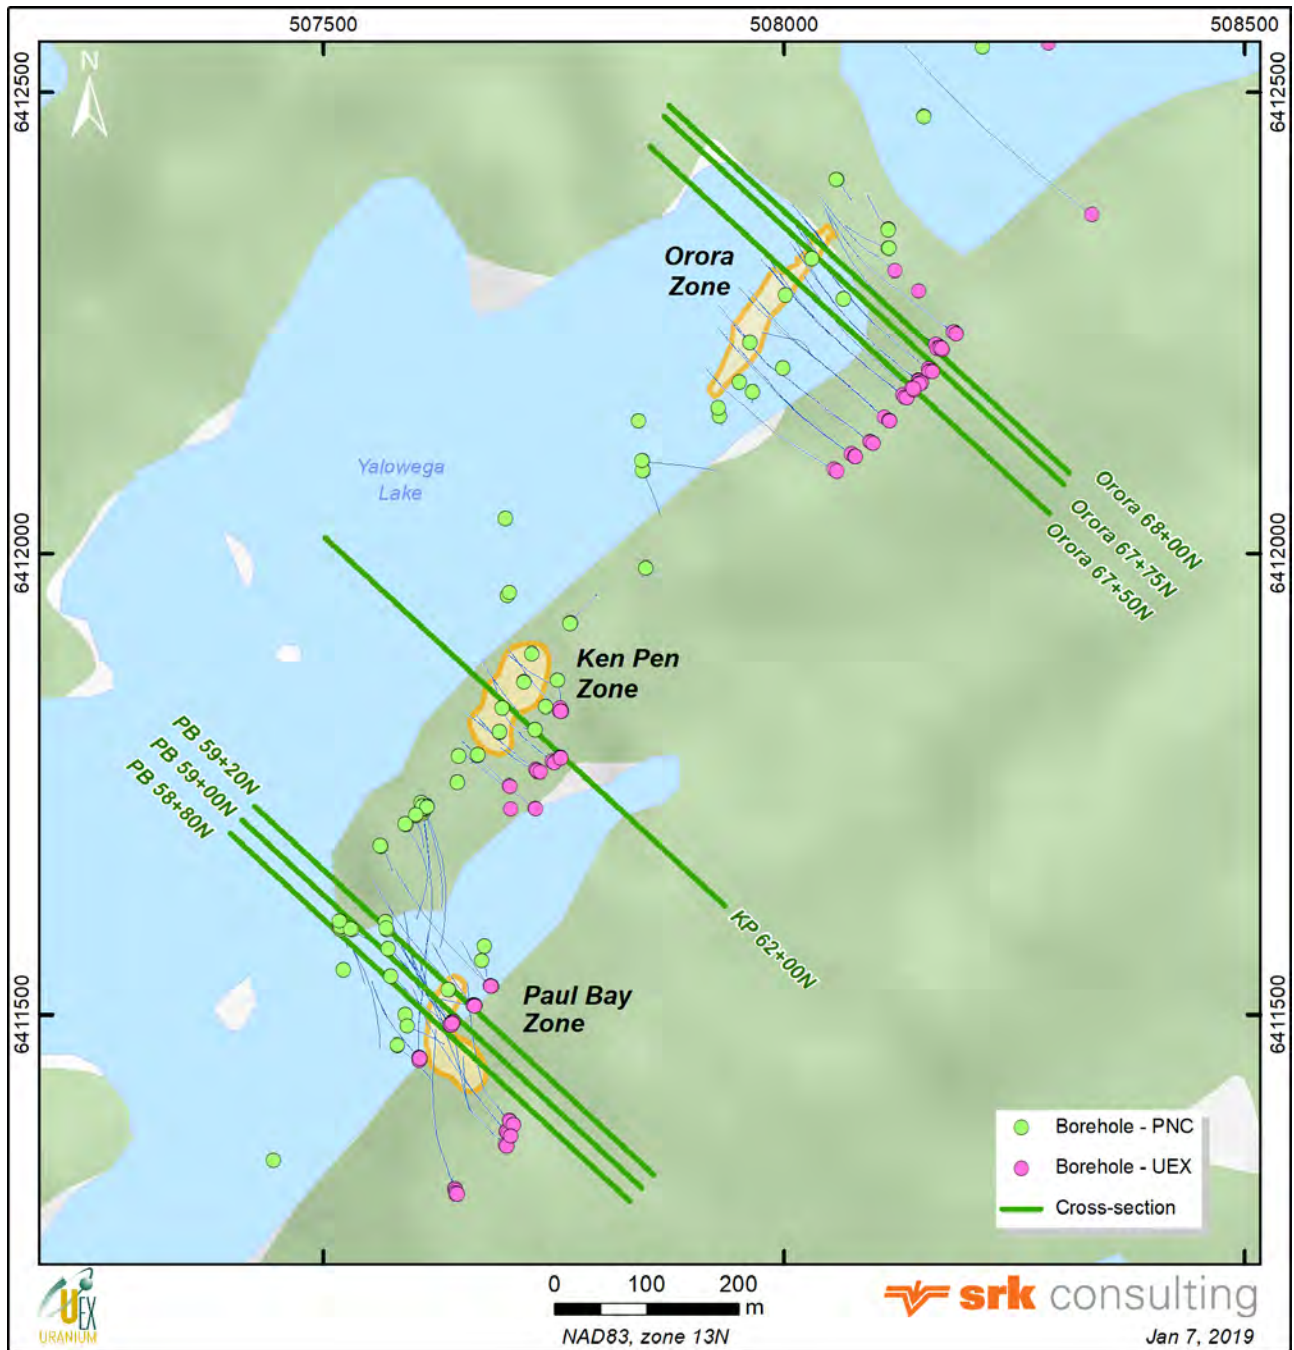 507500
508000
508500
6412500
6412500
N
Orora
Zone
Yalowega
Lake
Orora 68+00N
Orora 67+75N
Orora 67+50N
6412000
6412000
Ken Pen
Zone
PB 59+20N
PB 59+00N
PB 58+80N
KP 62+00N
Paul Bay
Zone
6411500
6411500
Borehole - PNC
Borehole - UEX
Cross-section
UEX
URANIUM
0 100 200
m
NAD83, zone 13N
srk consulting
Jan 7, 2019